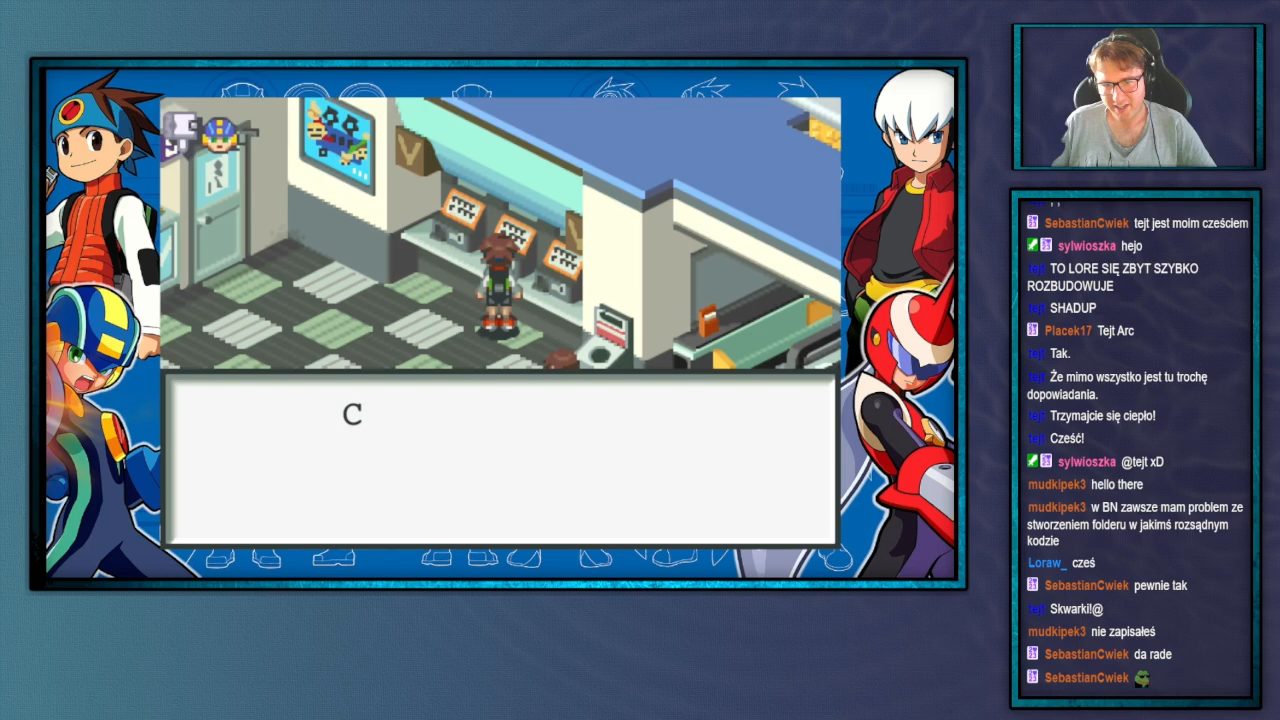 C
SebastianCwiek tejt jest moim cześciem
sylwioszka hejo
tejt TO LORE SIĘ ZBYT SZYBKO
ROZBUDOWUJE
tejt SHADUP
Placek17 Tejt Arc
tejt Tak.
tejt Że mimo wszystko jest tu trochę
dopowiadania.
tejt Trzymajcie się ciepło!
tejt Cześć!
sylwioszka @tejt xD
mudkipek3 hello there
mudkipek3 w BN zawsze mam problem ze
stworzeniem folderu w jakimś rozsądnym
kodzie
Loraw_ cześ
SebastianCwiek pewnie tak
tejt Skwarki!@
mudkipek3 nie zapisałeś
SebastianCwiek da rade
SebastianCwiek